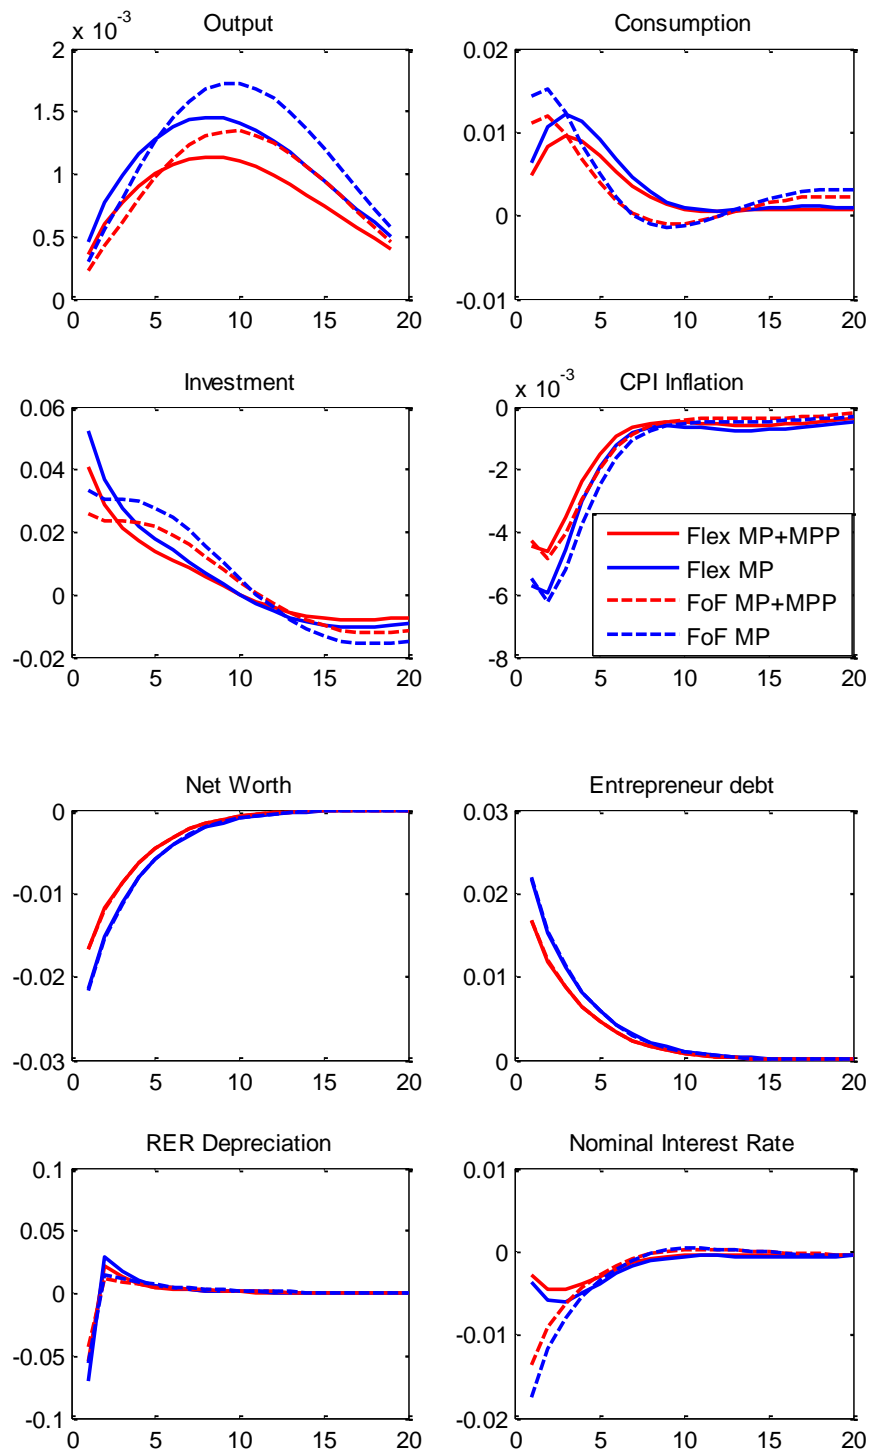 Output
x 10-3
2
1.5
1
0.5
0
0 5 10 15 20
Consumption
0.02
0.01
0
-0.01
0 5 10 15 20
Investment
0.06
0.04
0.02
0
-0.02
0 5 10 15 20
CPI Inflation
x 10-3
0
-2
-4
-6
-8
0 5 10 15 20
Flex MP+MPP
Flex MP
FoF MP+MPP
FoF MP
Net Worth
0
-0.01
-0.02
-0.03
0 5 10 15 20
Entrepreneur debt
0.03
0.02
0.01
0
0 5 10 15 20
RER Depreciation
0.1
0.05
0
-0.05
-0.1
0 5 10 15 20
Nominal Interest Rate
0.01
0
-0.01
-0.02
0 5 10 15 20